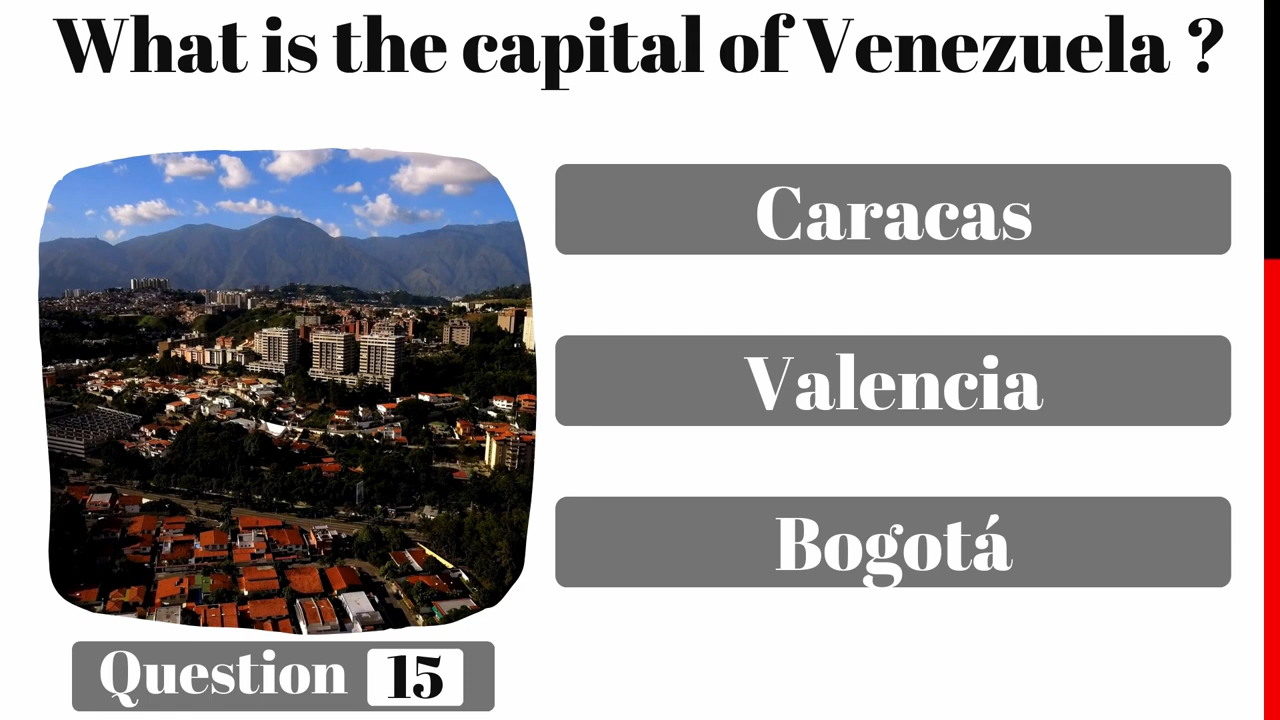 What is the capital of Venezuela ?
Caracas
Valencia
Bogotá
Question 15